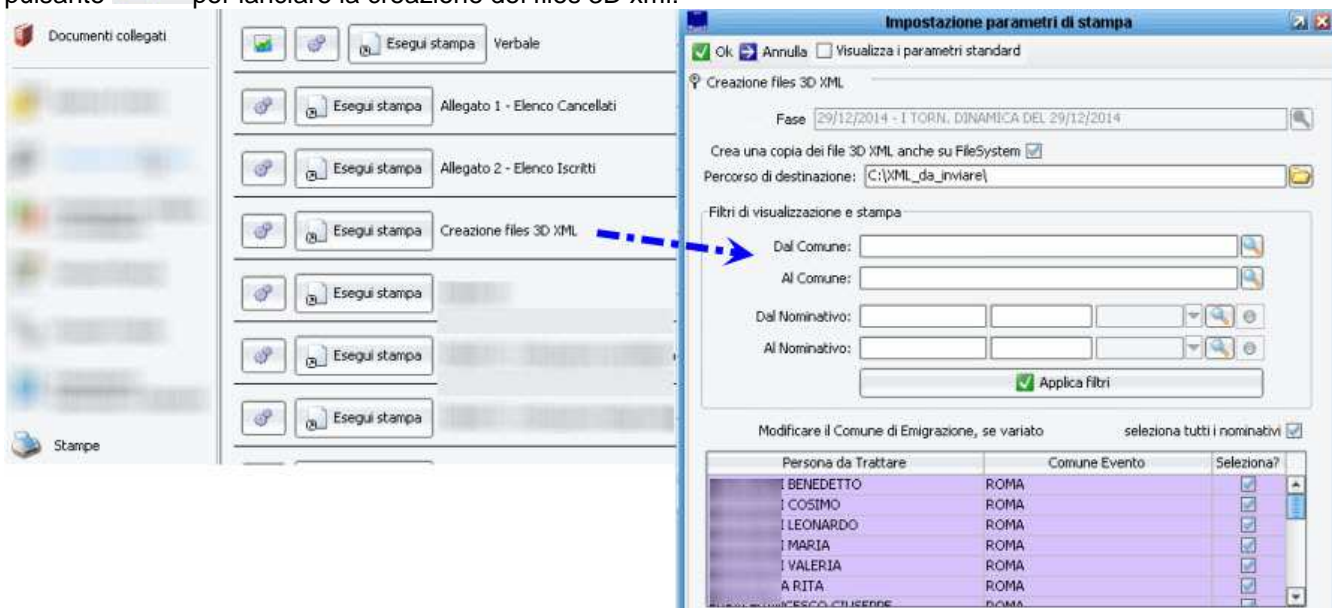 pulsante per lanciare la creazione dei files 3D xml.
Documenti collegati
Stampe
Esegui stampa Verbale
Esegui stampa Allegato 1 - Elenco Cancellati
Esegui stampa Allegato 2 - Elenco Iscritti
Esegui stampa Creazione files 3D XML
Esegui stampa
Esegui stampa
Esegui stampa
Impostazione parametri di stampa
Ok Annulla Visualizza i parametri standard
Creazione files 3D XML
Fase 29/12/2014 - I TORN. DINAMICA DEL 29/12/2014
Crea una copia dei file 3D XML anche su FileSystem
Percorso di destinazione: C:\XML_da_inviare\
Filtri di visualizzazione e stampa
Dal Comune:
Al Comune:
Dal Nominativo:
Al Nominativo:
Applica filtri
Modificare il Comune di Emigrazione, se variato seleziona tutti i nominativi
Persona da Trattare Comune Evento Seleziona?
I BENEDETTO ROMA
I COSIMO ROMA
I LEONARDO ROMA
I MARIA ROMA
I VALERIA ROMA
A RITA ROMA
GIUSEPPE ROMA